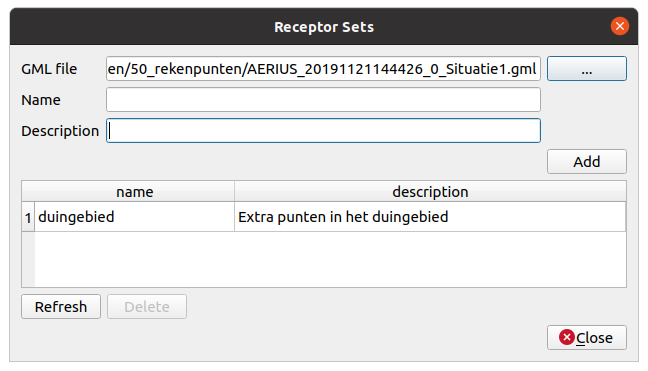 Receptor Sets
GML file en/50_rekenpunten/AERIUS_20191121144426_0_Situatie1.gml ...
Name
Description
Add
name description
1 duingebied Extra punten in het duingebied
Refresh Delete
Close